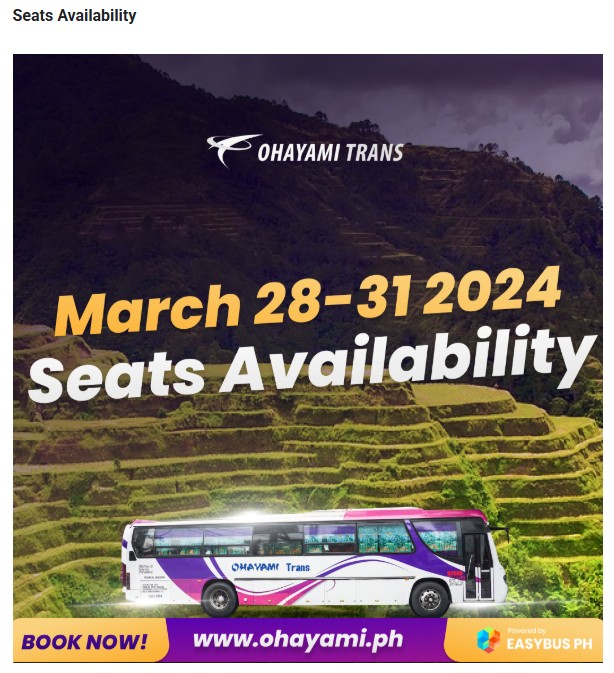 Seats Availability
OHAYAMI TRANS
March 28-31 2024
Seats Availability
OHAYAMI Trans
BOOK NOW!
www.ohayami.ph
Powered by
EASYBUS PH